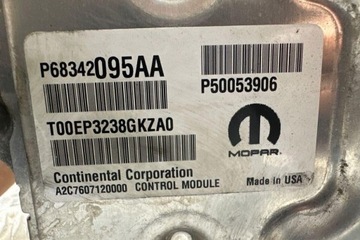 P68342095AA
P50053906
T00EP3238GKZA0
MOPAR
Continental Corporation
A2C7607120000 CONTROL MODULE
Made in USA